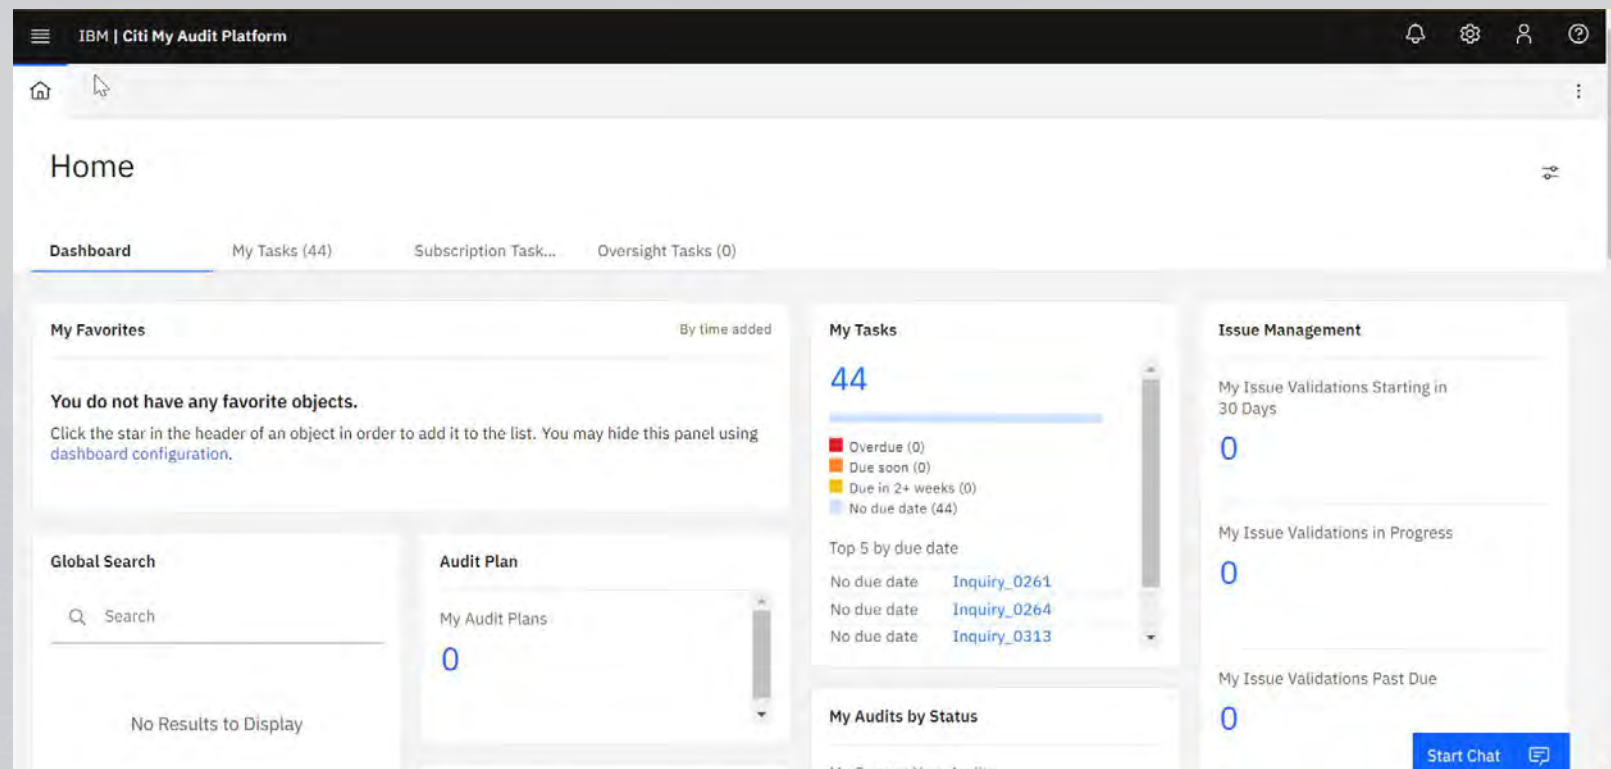 IBM | Citi My Audit Platform
Home
Dashboard
My Tasks (44)
Subscription Task...
Oversight Tasks (0)
My Favorites
By time added
You do not have any favorite objects.
Click the star in the header of an object in order to add it to the list. You may hide this panel using
dashboard configuration.
Global Search
Search
No Results to Display
Audit Plan
My Audit Plans
0
My Tasks
44
Overdue (0)
Due soon (0)
Due in 2+ weeks (0)
No due date (44)
Top 5 by due date
No due date Inquiry_0261
No due date Inquiry_0264
No due date Inquiry_0313
My Audits by Status
Issue Management
My Issue Validations Starting in
30 Days
0
My Issue Validations in Progress
0
My Issue Validations Past Due
0
Start Chat